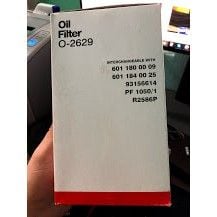 Oil
Filter
O-2629
INTERCHANGEABLE WITH
601 180 00 09
601 184 00 25
93156614
PF 1050/1
R2586P